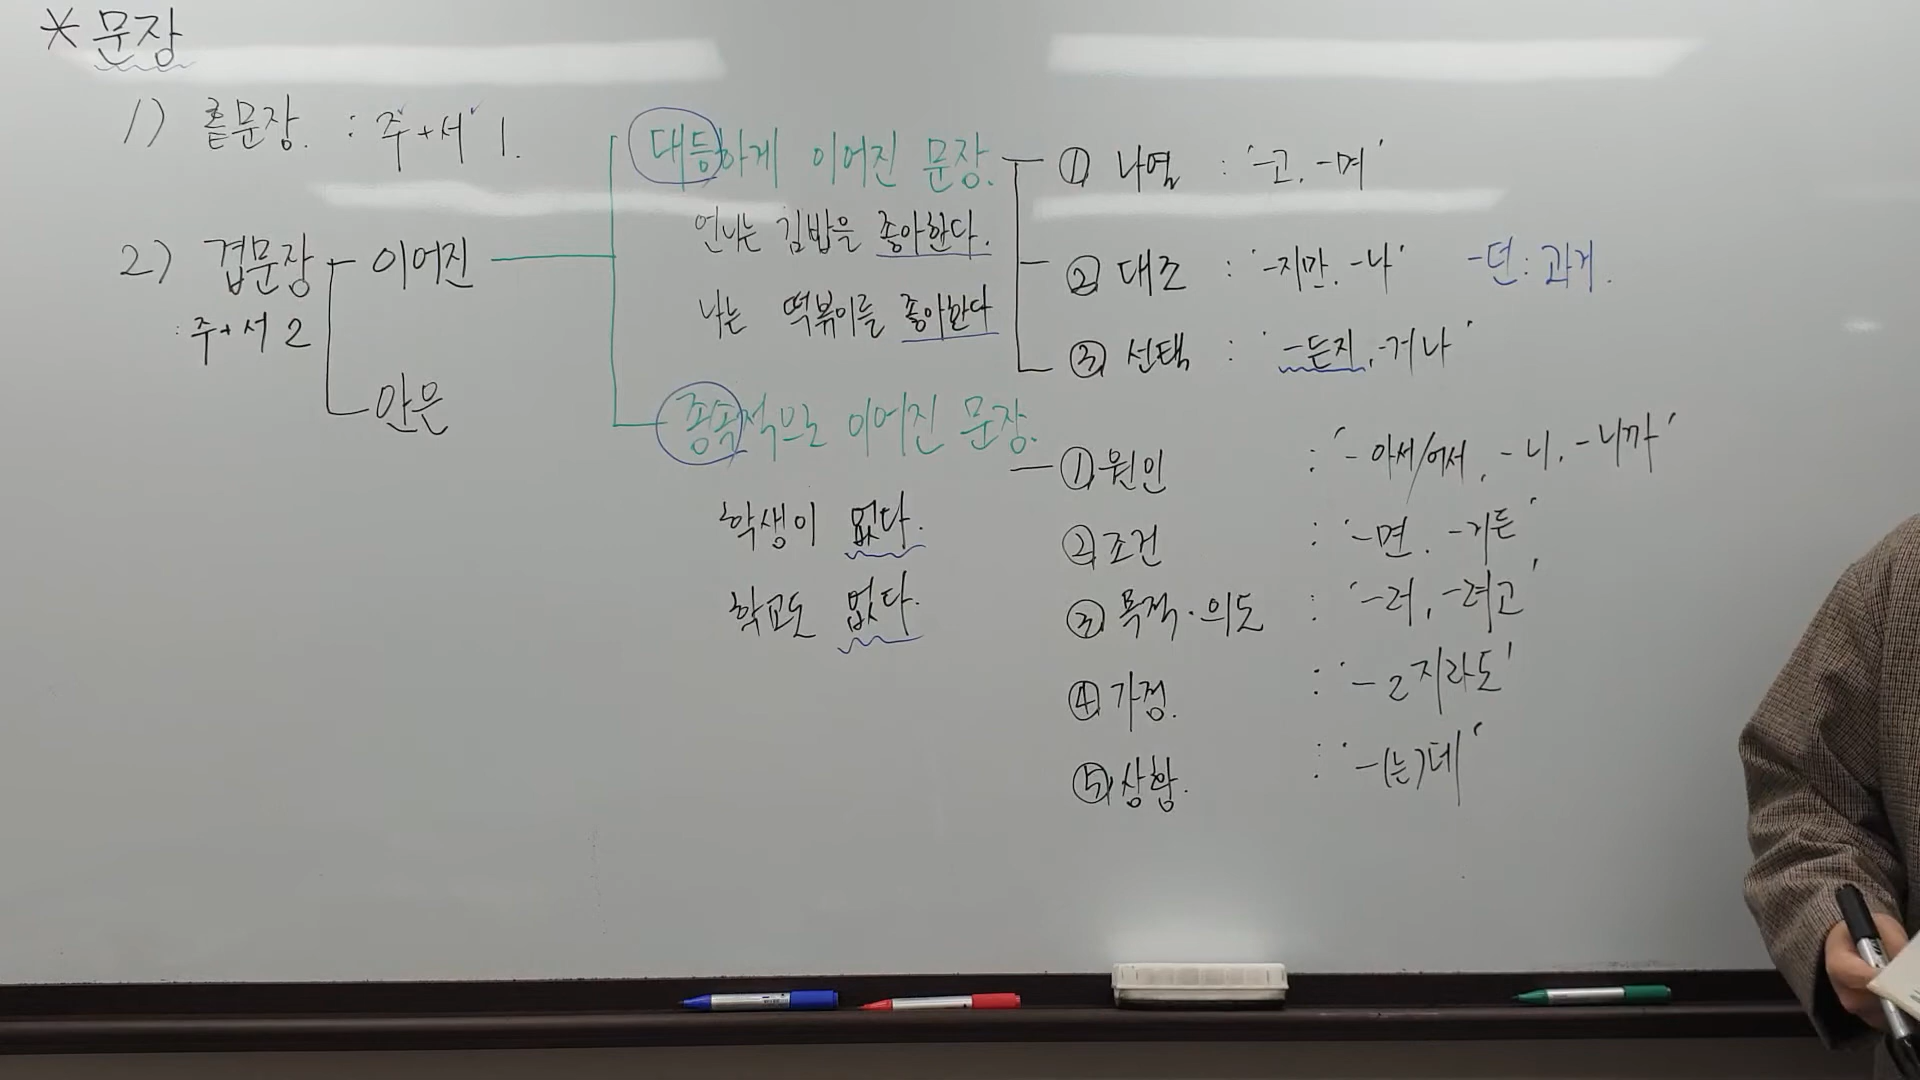 * 문장
1) 홑문장. : 주+서 1.
2) 겹문장 이어진
: 주+서 2
안은
대등하게 이어진 문장.
언니는 김밥을 좋아한다.
나는 떡볶이를 좋아한다
① 나열 : '-고, -며'
② 대조 : '-지만, -나' -던 : 과거.
③ 선택 : '-든지, -거나'
종속적으로 이어진 문장.
학생이 없다.
학교도 없다.
① 원인 : '-아서/어서, -니, -니까'
② 조건 : '-면, -거든'
③ 목적·의도 : '-러, -려고'
④ 가정. : '-ㄹ지라도'
⑤ 상황. : '-(는)데'